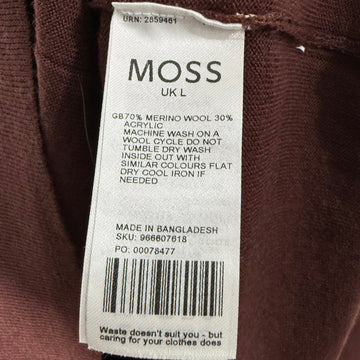 URN: 2859461
MOSS
UK L
GB70% MERINO WOOL 30%
ACRYLIC
MACHINE WASH ON A
WOOL CYCLE DO NOT
TUMBLE DRY WASH
INSIDE OUT WITH
SIMILAR COLOURS FLAT
DRY COOL IRON IF
NEEDED
MADE IN BANGLADESH
SKU: 966607618
PO: 00078477
Waste doesn't suit you - but
caring for your clothes does